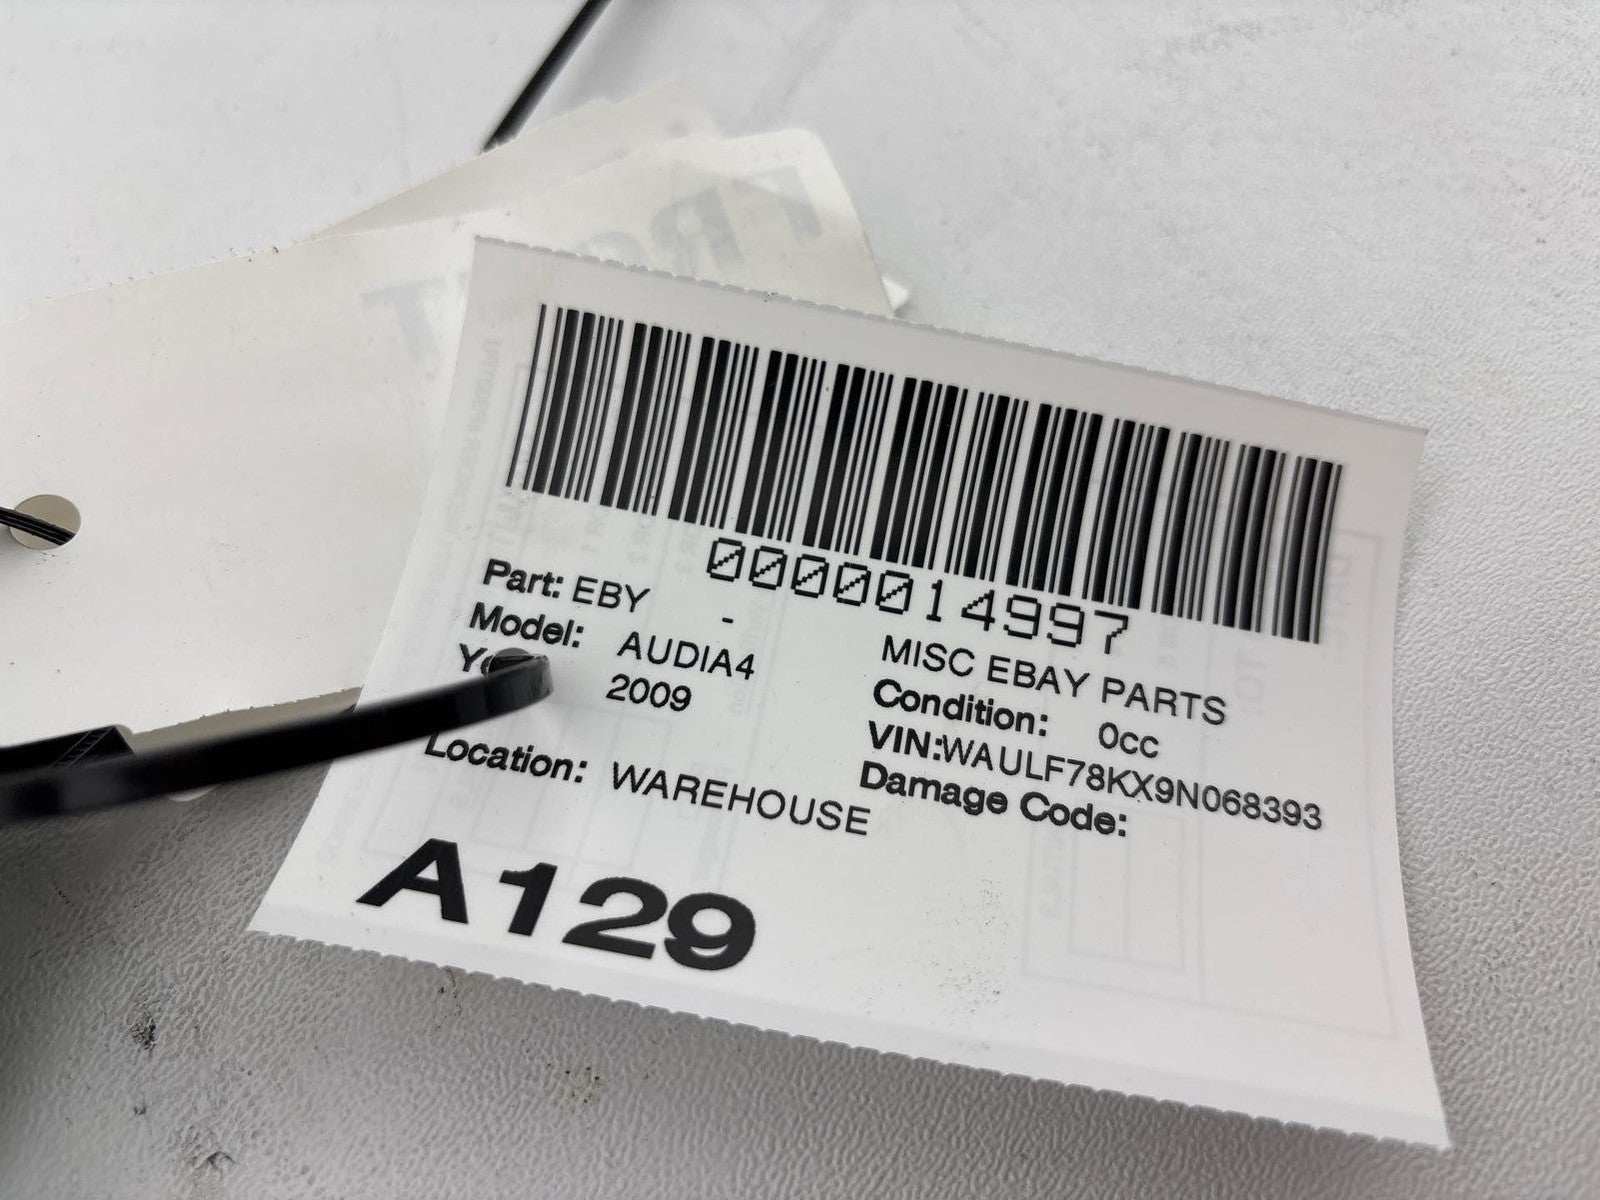 0000014997
Part: EBY - MISC EBAY PARTS
Model: AUDIA4 Condition: 0cc
2009 VIN:WAULF78KX9N068393
Damage Code:
Location: WAREHOUSE
A129